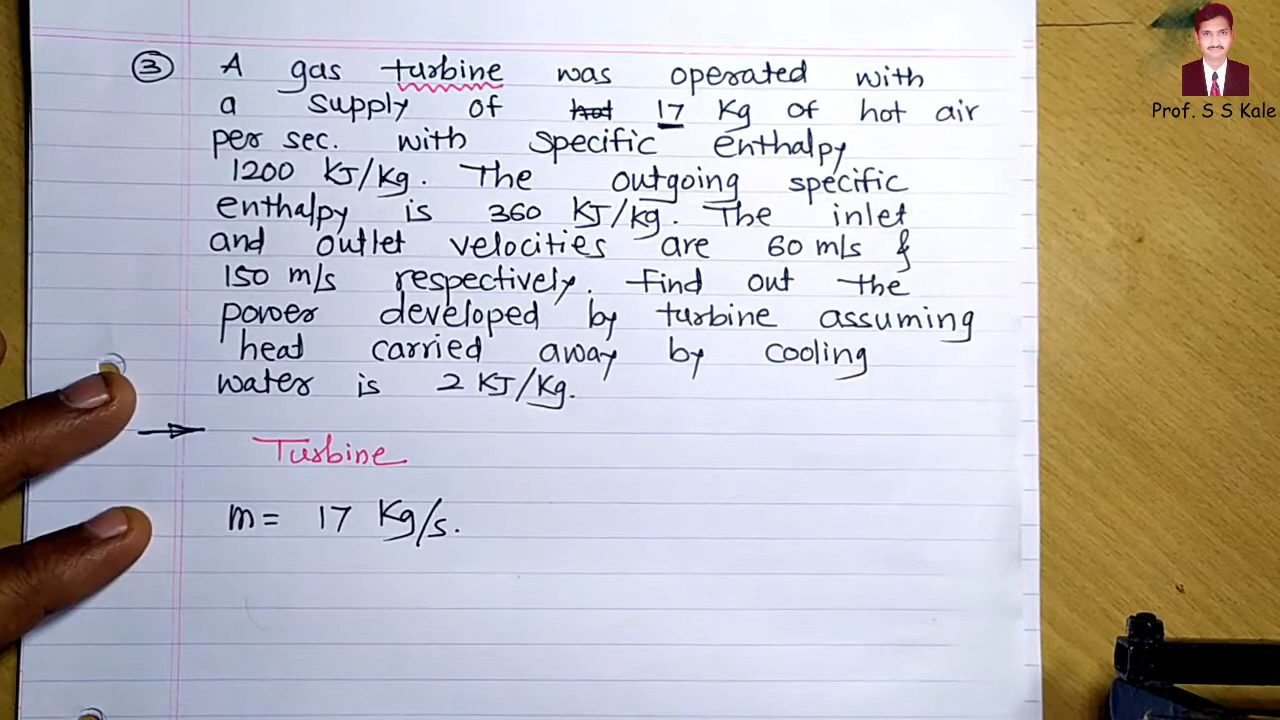 ③ A gas turbine was operated with
a supply of hot 17 Kg of hot air
per sec. with specific enthalpy
1200 KJ/Kg. The outgoing specific
enthalpy is 360 KJ/kg. The inlet
and outlet velocities are 60 m/s &
150 m/s respectively. Find out the
power developed by turbine assuming
heat carried away by cooling
water is 2 KJ/Kg.
Turbine
m = 17 Kg/s.
Prof. S S Kale